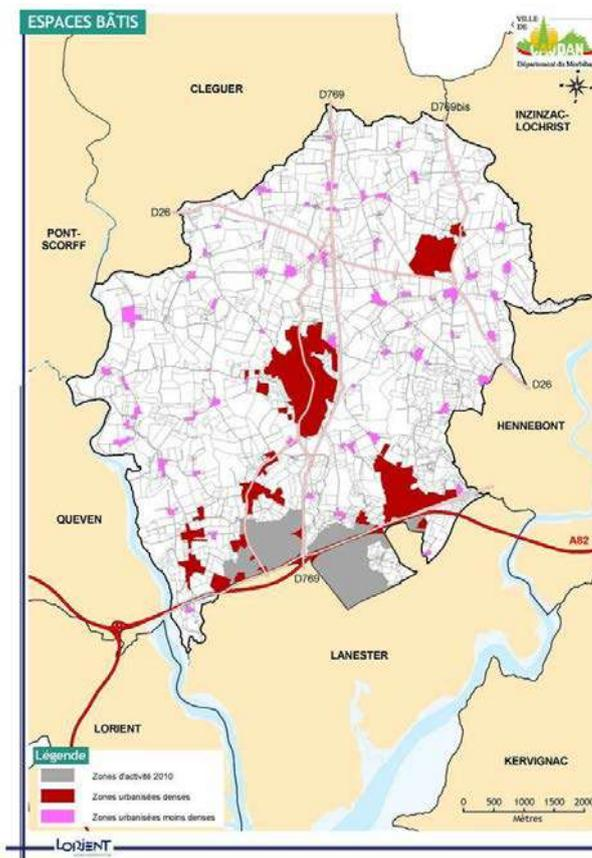 ESPACES BÂTIS
VILLE
DE
CAUDAN
Département du Morbihan
CLEGUER
D769
D769bis
INZINZAC-
LOCHRIST
D26
PONT-
SCORFF
D26
HENNEBONT
QUEVEN
A82
D769
LANESTER
LORIENT
KERVIGNAC
Légende
Zones d'activité 2010
Zones urbanisées denses
Zones urbanisées moins denses
0 500 1000 1500 2000
Mètres
LORIENT